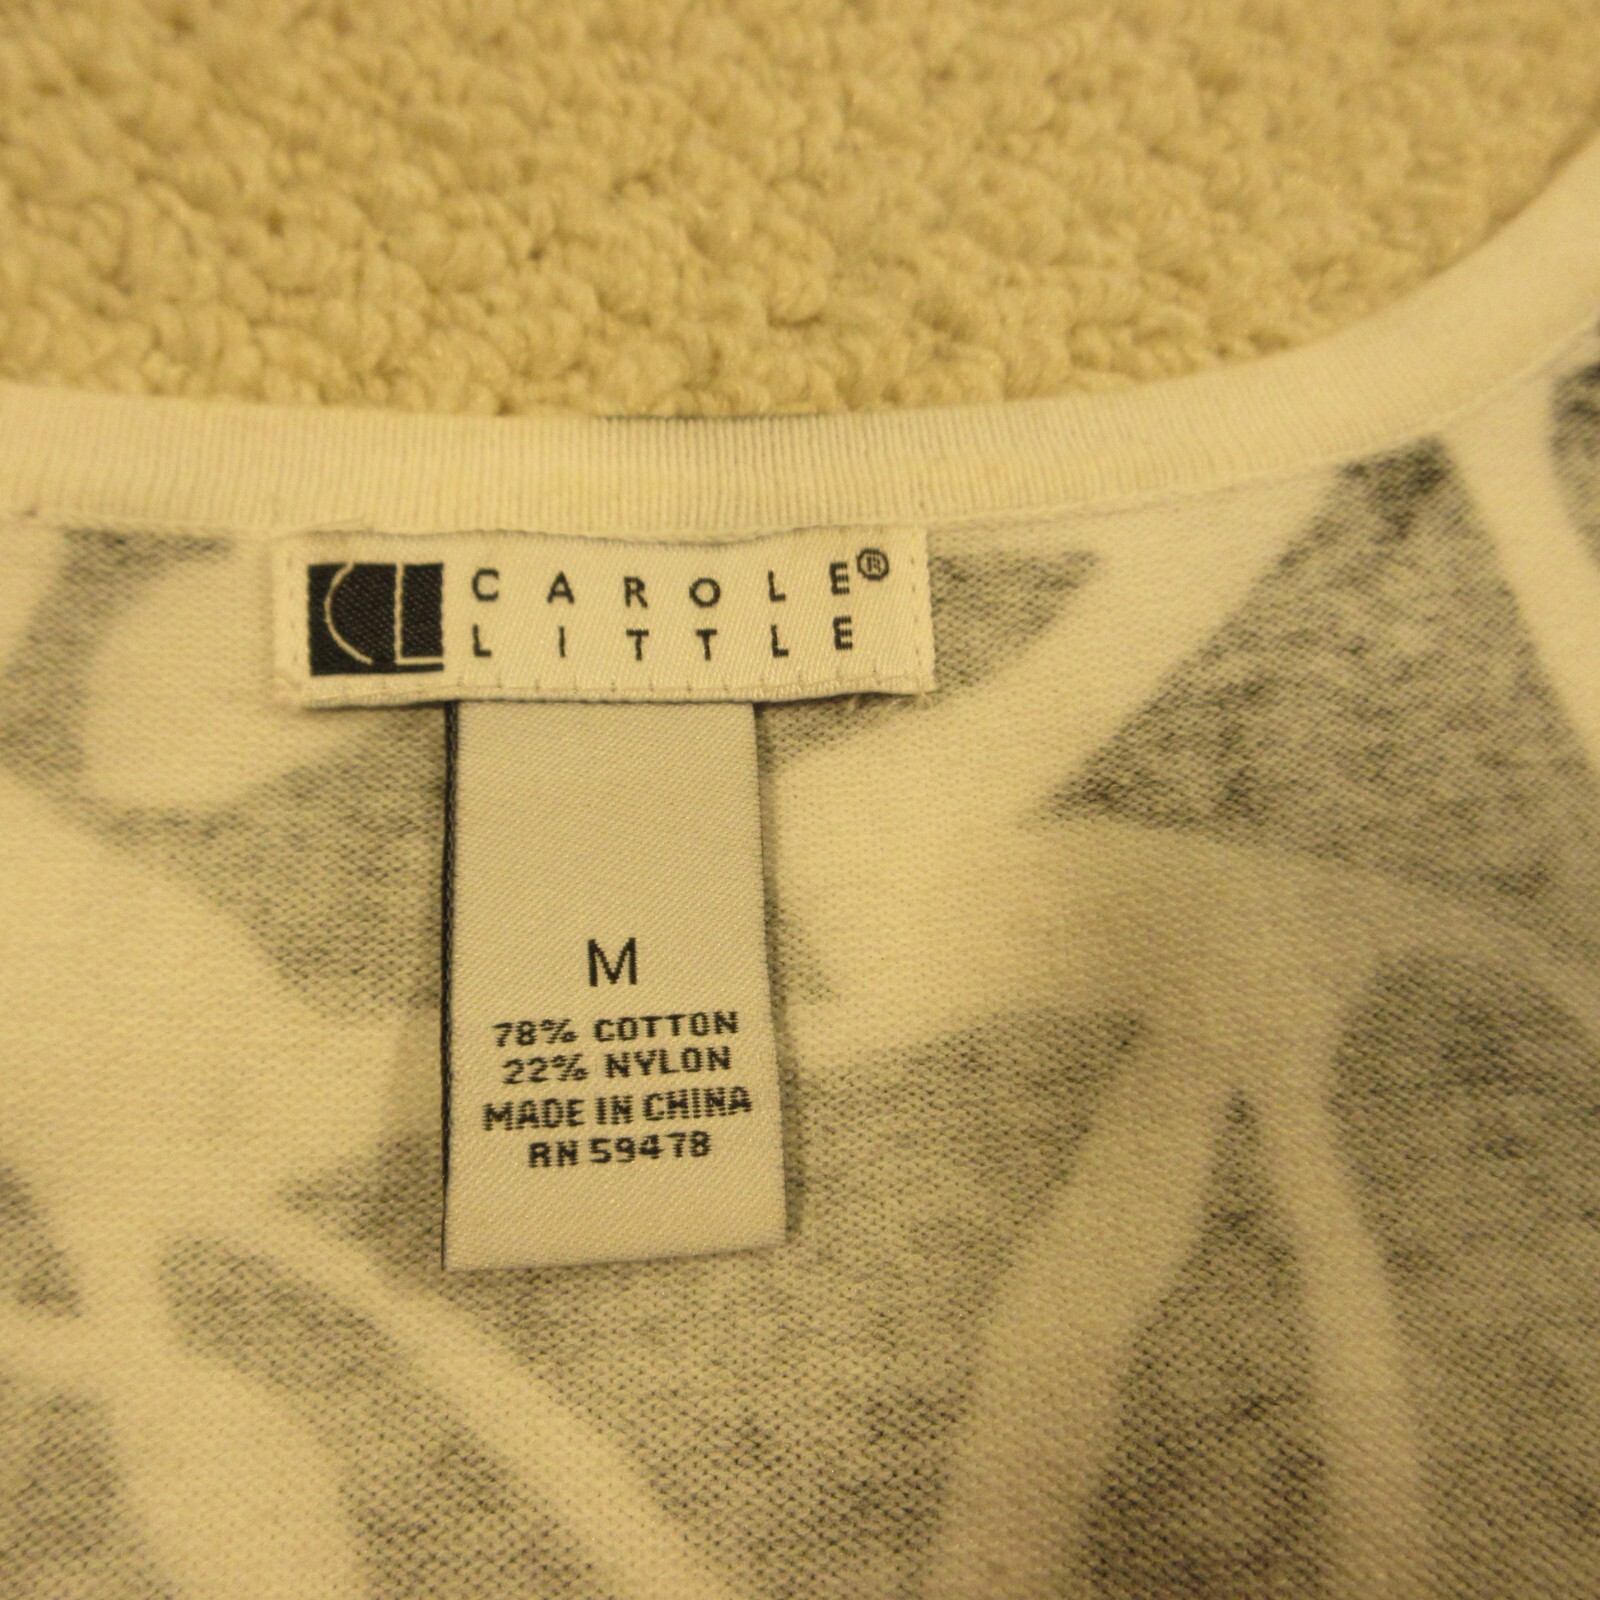 CL CAROLE®
LITTLE
M
78% COTTON
22% NYLON
MADE IN CHINA
RN 59478